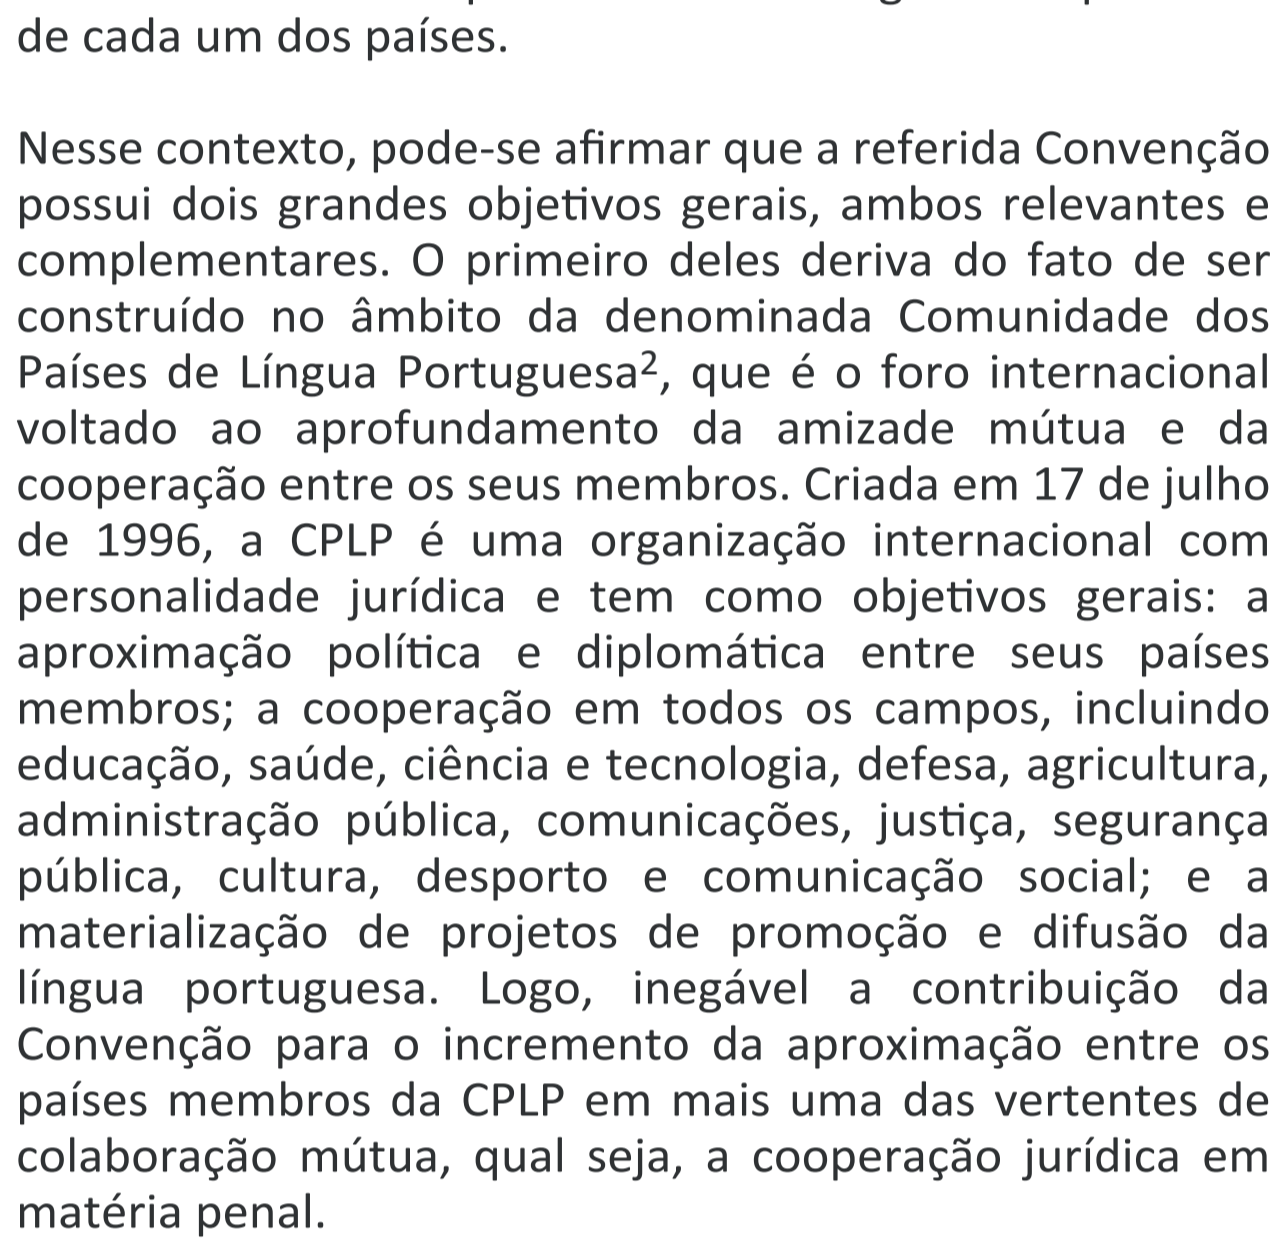 de cada um dos países.
Nesse contexto, pode-se afirmar que a referida Convenção
possui dois grandes objetivos gerais, ambos relevantes e
complementares. O primeiro deles deriva do fato de ser
construído no âmbito da denominada Comunidade dos
Países de Língua Portuguesa², que é o foro internacional
voltado ao aprofundamento da amizade mútua e da
cooperação entre os seus membros. Criada em 17 de julho
de 1996, a CPLP é uma organização internacional com
personalidade jurídica e tem como objetivos gerais: a
aproximação política e diplomática entre seus países
membros; a cooperação em todos os campos, incluindo
educação, saúde, ciência e tecnologia, defesa, agricultura,
administração pública, comunicações, justiça, segurança
pública, cultura, desporto e comunicação social; e a
materialização de projetos de promoção e difusão da
língua portuguesa. Logo, inegável a contribuição da
Convenção para o incremento da aproximação entre os
países membros da CPLP em mais uma das vertentes de
colaboração mútua, qual seja, a cooperação jurídica em
matéria penal.